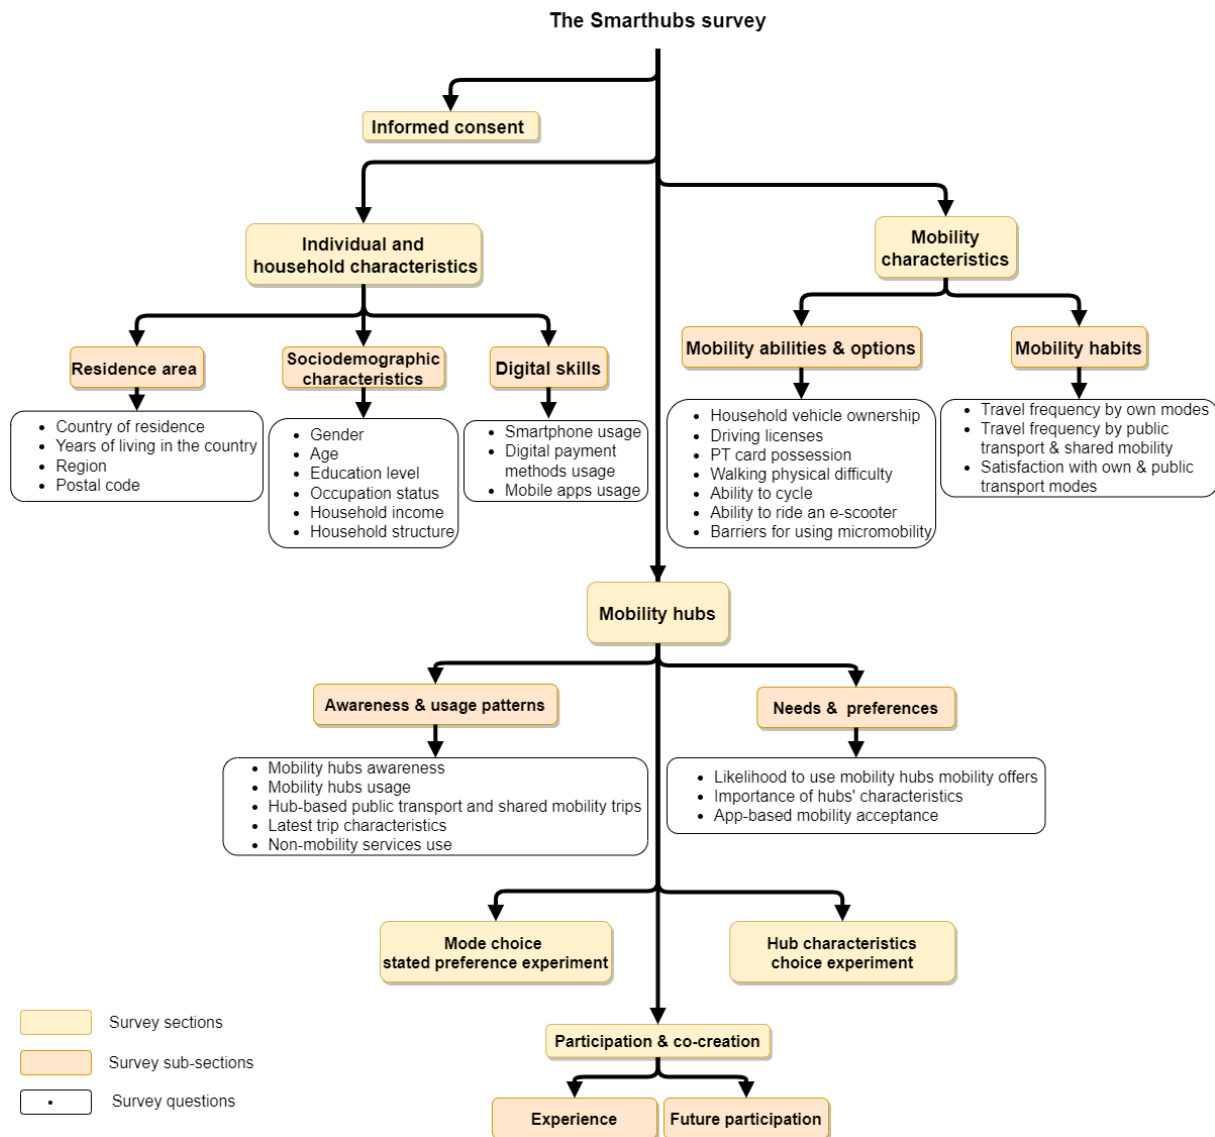 The Smarthubs survey
Informed consent
Individual and
household characteristics
Mobility
characteristics
Residence area
Sociodemographic
characteristics
Digital skills
Mobility abilities & options
Mobility habits
• Country of residence
• Years of living in the country
• Region
• Postal code
• Gender
• Age
• Education level
• Occupation status
• Household income
• Household structure
• Smartphone usage
• Digital payment
methods usage
• Mobile apps usage
• Household vehicle ownership
• Driving licenses
• PT card possession
• Walking physical difficulty
• Ability to cycle
• Ability to ride an e-scooter
• Barriers for using micromobility
• Travel frequency by own modes
• Travel frequency by public
transport & shared mobility
• Satisfaction with own & public
transport modes
Mobility hubs
Awareness & usage patterns
Needs & preferences
• Mobility hubs awareness
• Mobility hubs usage
• Hub-based public transport and shared mobility trips
• Latest trip characteristics
• Non-mobility services use
• Likelihood to use mobility hubs mobility offers
• Importance of hubs' characteristics
• App-based mobility acceptance
Mode choice
stated preference experiment
Hub characteristics
choice experiment
Participation & co-creation
Experience
Future participation
Survey sections
Survey sub-sections
• Survey questions